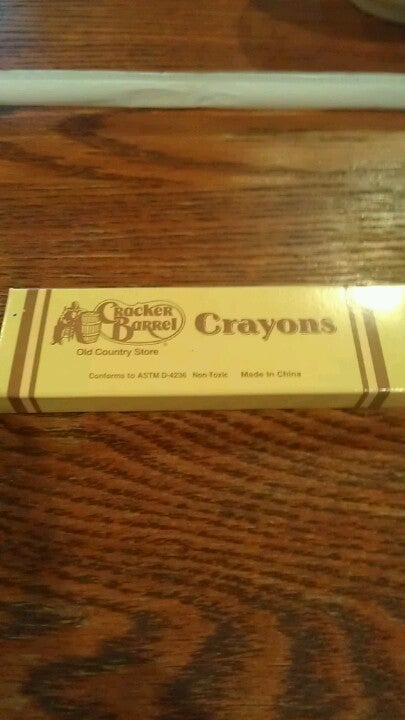 Cracker
Barrel
Old Country Store
Crayons
Conforms to ASTM D-4236 Non-Toxic Made in China